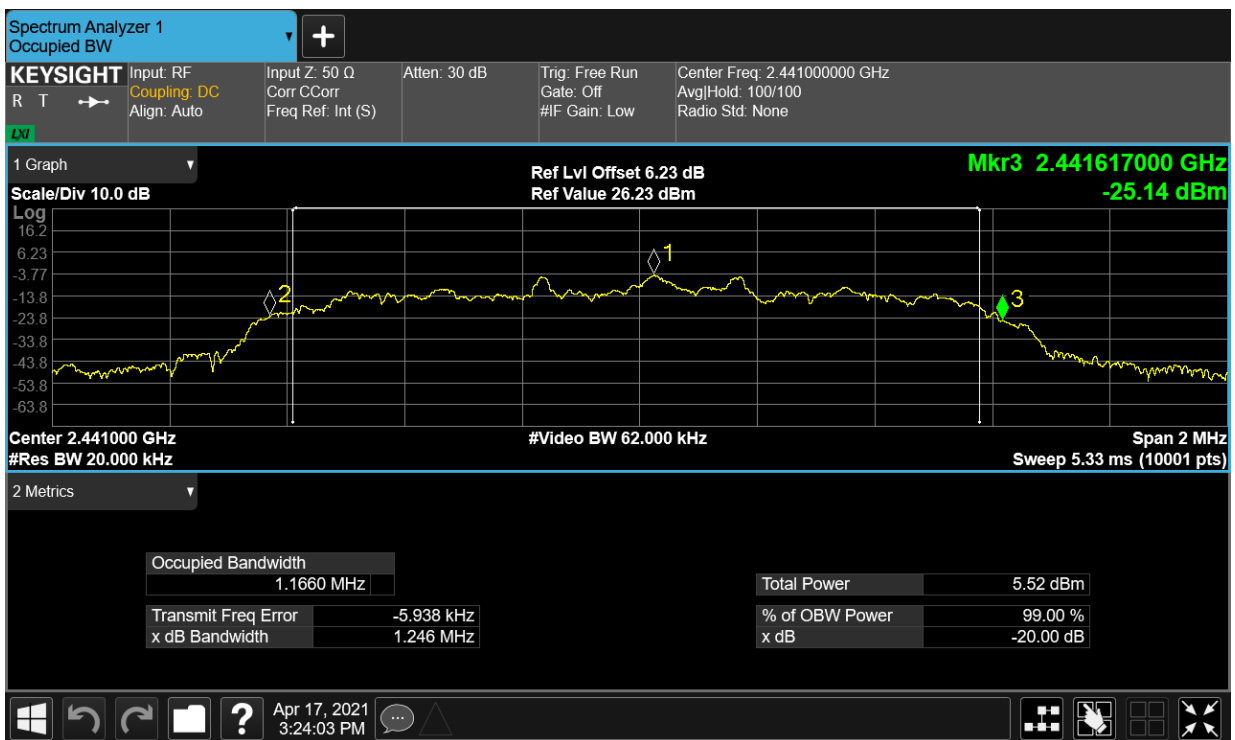 Spectrum Analyzer 1
Occupied BW
KEYSIGHT
R T
LXI
Input: RF
Coupling: DC
Align: Auto
Input Z: 50 Ω
Corr CCorr
Freq Ref: Int (S)
Atten: 30 dB
Trig: Free Run
Gate: Off
#IF Gain: Low
Center Freq: 2.441000000 GHz
Avg|Hold: 100/100
Radio Std: None
1 Graph
Scale/Div 10.0 dB
Ref Lvl Offset 6.23 dB
Ref Value 26.23 dBm
Mkr3 2.441617000 GHz
-25.14 dBm
Log
16.2
6.23
-3.77
-13.8
-23.8
-33.8
-43.8
-53.8
-63.8
1
2
3
Center 2.441000 GHz
#Res BW 20.000 kHz
#Video BW 62.000 kHz
Span 2 MHz
Sweep 5.33 ms (10001 pts)
2 Metrics
Occupied Bandwidth
1.1660 MHz
Transmit Freq Error -5.938 kHz
x dB Bandwidth 1.246 MHz
Total Power 5.52 dBm
% of OBW Power 99.00 %
x dB -20.00 dB
?
Apr 17, 2021
3:24:03 PM